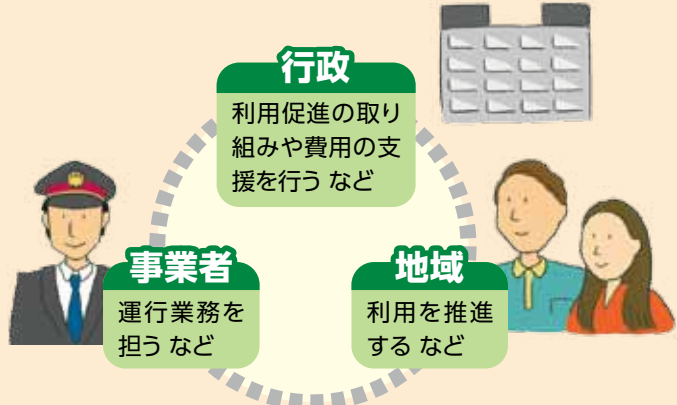 行政
利用促進の取り
組みや費用の支
援を行う など
事業者
運行業務を
担う など
地域
利用を推進
する など